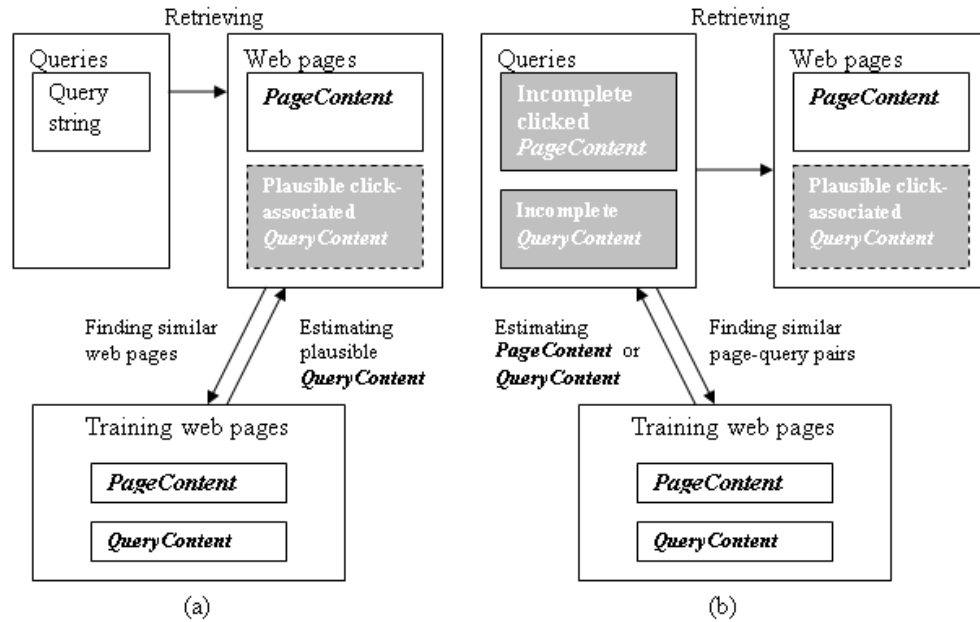 Retrieving
Queries
Query
string
Web pages
PageContent
Plausible click-
associated
QueryContent
Finding similar
web pages
Estimating
plausible
QueryContent
Training web pages
PageContent
QueryContent
(a)
Retrieving
Queries
Incomplete
clicked
PageContent
Incomplete
QueryContent
Web pages
PageContent
Plausible click-
associated
QueryContent
Estimating
PageContent or
QueryContent
Finding similar
page-query pairs
Training web pages
PageContent
QueryContent
(b)